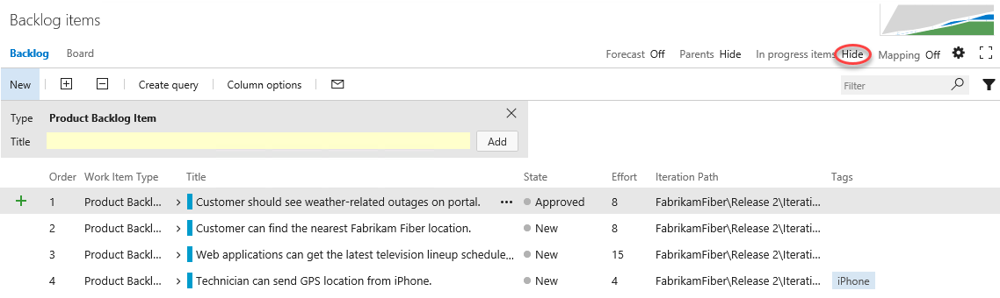 Backlog items
Backlog Board Forecast Off Parents Hide In progress items Hide Mapping Off
New Create query Column options Filter
Type Product Backlog Item
Title Add
Order Work Item Type Title State Effort Iteration Path Tags
1 Product Backl... Customer should see weather-related outages on portal. ... Approved 8 FabrikamFiber\Release 2\Iterati...
2 Product Backl... Customer can find the nearest Fabrikam Fiber location. New 8 FabrikamFiber\Release 2\Iterati...
3 Product Backl... Web applications can get the latest television lineup schedule... New 15 FabrikamFiber\Release 2\Iterati...
4 Product Backl... Technician can send GPS location from iPhone. New 4 FabrikamFiber\Release 2\Iterati... iPhone